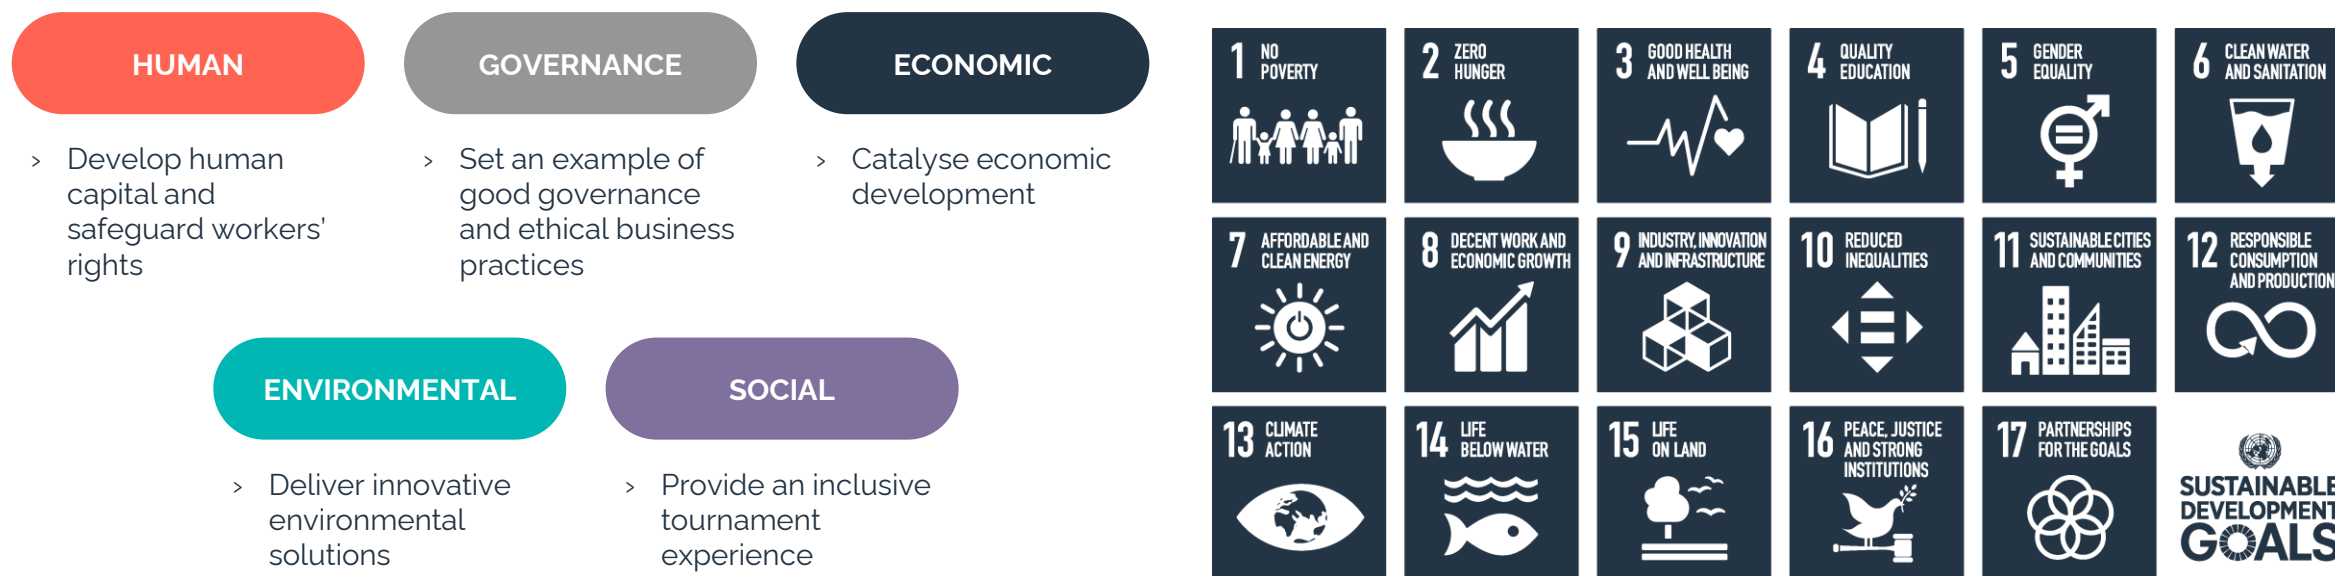 HUMAN
› Develop human
capital and
safeguard workers’
rights
GOVERNANCE
› Set an example of
good governance
and ethical business
practices
ECONOMIC
› Catalyse economic
development
ENVIRONMENTAL
› Deliver innovative
environmental
solutions
SOCIAL
› Provide an inclusive
tournament
experience
1 NO
POVERTY
2 ZERO
HUNGER
3 GOOD HEALTH
AND WELL BEING
4 QUALITY
EDUCATION
5 GENDER
EQUALITY
6 CLEAN WATER
AND SANITATION
7 AFFORDABLE AND
CLEAN ENERGY
8 DECENT WORK AND
ECONOMIC GROWTH
9 INDUSTRY, INNOVATION
AND INFRASTRUCTURE
10 REDUCED
INEQUALITIES
11 SUSTAINABLE CITIES
AND COMMUNITIES
12 RESPONSIBLE
CONSUMPTION
AND PRODUCTION
13 CLIMATE
ACTION
14 LIFE
BELOW WATER
15 LIFE
ON LAND
16 PEACE, JUSTICE
AND STRONG
INSTITUTIONS
17 PARTNERSHIPS
FOR THE GOALS
SUSTAINABLE
DEVELOPMENT
GOALS